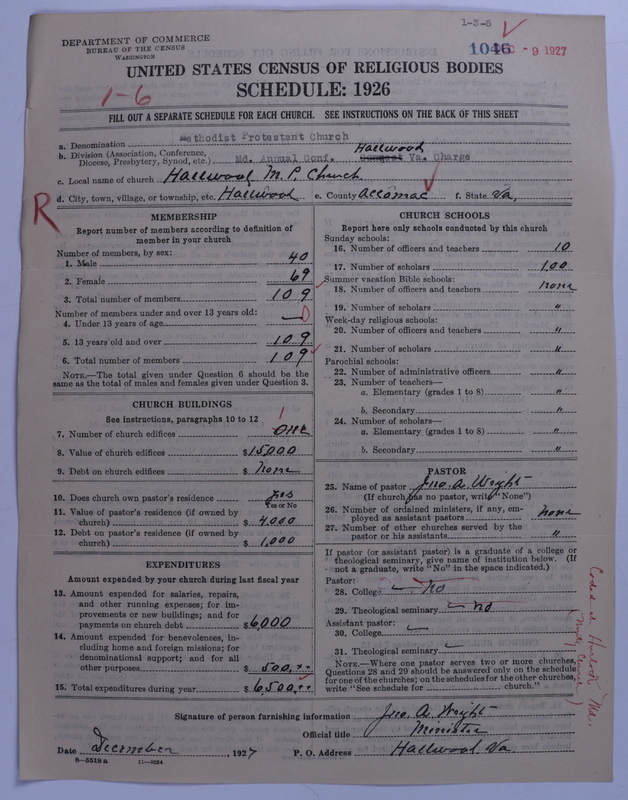 1-3-5
DEPARTMENT OF COMMERCE
BUREAU OF THE CENSUS
WASHINGTON
1046
- 9 1927
UNITED STATES CENSUS OF RELIGIOUS BODIES
SCHEDULE: 1926
1-6
FILL OUT A SEPARATE SCHEDULE FOR EACH CHURCH. SEE INSTRUCTIONS ON THE BACK OF THIS SHEET
a. Denomination Methodist Protestant Church
b. Division (Association, Conference, Diocese, Presbytery, Synod, etc.) Md. Annual Conf. Hallwood Va. Charge
c. Local name of church Hallwood M.P. Church
d. City, town, village, or township, etc. Hallwood e. County Accomac f. State Va.
R
MEMBERSHIP
Report number of members according to definition of
member in your church
Number of members, by sex:
1. Male 40
2. Female 69
3. Total number of members 109
Number of members under and over 13 years old:
4. Under 13 years of age 0
5. 13 years old and over 109
6. Total number of members 109
NOTE.—The total given under Question 6 should be the
same as the total of males and females given under Question 3.
CHURCH BUILDINGS
See instructions, paragraphs 10 to 12
1
7. Number of church edifices one
8. Value of church edifices $15000
9. Debt on church edifices $ none
10. Does church own pastor's residence yes
Yes or No
11. Value of pastor's residence (if owned by
church) $ 4,000
12. Debt on pastor's residence (if owned by
church) $ 1,000
EXPENDITURES
Amount expended by your church during last fiscal year
13. Amount expended for salaries, repairs,
and other running expenses; for im-
provements or new buildings; and for
payments on church debt $6,000
14. Amount expended for benevolences, in-
cluding home and foreign missions; for
denominational support; and for all
other purposes $ 500.
15. Total expenditures during year $ 6,500.
CHURCH SCHOOLS
Report here only schools conducted by this church
Sunday schools:
16. Number of officers and teachers 10
17. Number of scholars 100
Summer vacation Bible schools:
18. Number of officers and teachers none
19. Number of scholars "
Week-day religious schools:
20. Number of officers and teachers "
21. Number of scholars "
Parochial schools:
22. Number of administrative officers "
23. Number of teachers—
a. Elementary (grades 1 to 8) "
b. Secondary "
24. Number of scholars—
a. Elementary (grades 1 to 8) "
b. Secondary "
PASTOR
25. Name of pastor Jno. A. Wright
(If church has no pastor, write "None")
26. Number of ordained ministers, if any, em-
ployed as assistant pastors none
27. Number of other churches served by the
pastor or his assistants "
If pastor (or assistant pastor) is a graduate of a college or
theological seminary, give name of institution below. (If
not a graduate, write "No" in the space indicated.)
Pastor:
28. College No
29. Theological seminary no
Assistant pastor:
30. College
31. Theological seminary
NOTE.—Where one pastor serves two or more churches,
Questions 28 and 29 should be answered only on the schedule
for one of the churches; on the schedules for the other churches,
write "See schedule for church."
Signature of person furnishing information Jno. A. Wright
Official title Minister
Date December, 1927 P. O. Address Hallwood, Va
8-5518a 11-9054